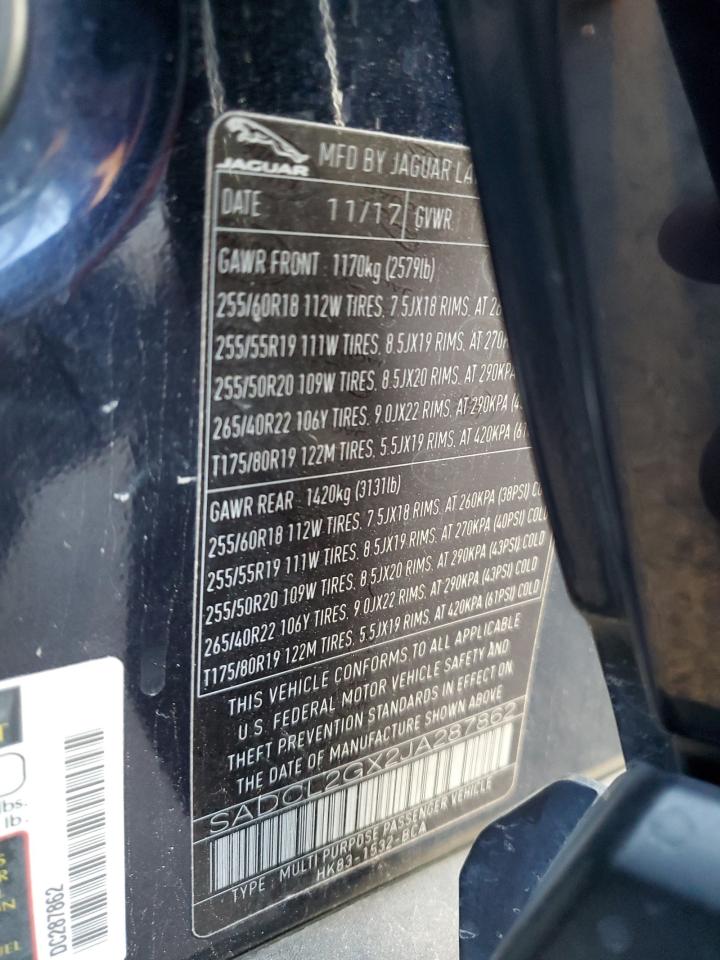 JAGUAR MFD BY JAGUAR
DATE 11/17 GVWR
GAWR FRONT : 1170kg (2579lb)
255/60R18 112W TIRES, 7.5JX18 RIMS, AT
255/55R19 111W TIRES, 8.5JX19 RIMS, AT
255/50R20 109W TIRES, 8.5JX20 RIMS, AT 290KPA
265/40R22 106Y TIRES, 9.0JX22 RIMS, AT 290KPA
T175/80R19 122M TIRES, 5.5JX19 RIMS, AT 420KPA
GAWR REAR : 1420kg (3131lb)
255/60R18 112W TIRES, 7.5JX18 RIMS, AT 260KPA (38PSI)
255/55R19 111W TIRES, 8.5JX19 RIMS, AT 270KPA (40PSI)
255/50R20 109W TIRES, 8.5JX20 RIMS, AT 290KPA (43PSI) COLD
265/40R22 106Y TIRES, 9.0JX22 RIMS, AT 290KPA (43PSI) COLD
T175/80R19 122M TIRES, 5.5JX19 RIMS, AT 420KPA (61PSI) COLD
THIS VEHICLE CONFORMS TO ALL APPLICABLE
U.S. FEDERAL MOTOR VEHICLE SAFETY AND
THEFT PREVENTION STANDARDS IN EFFECT ON
THE DATE OF MANUFACTURE SHOWN ABOVE
SADCL2GX2JA287862
TYPE : MULTI PURPOSE PASSENGER VEHICLE
HK83-1532-BCA
lbs.
lb.
DC287862